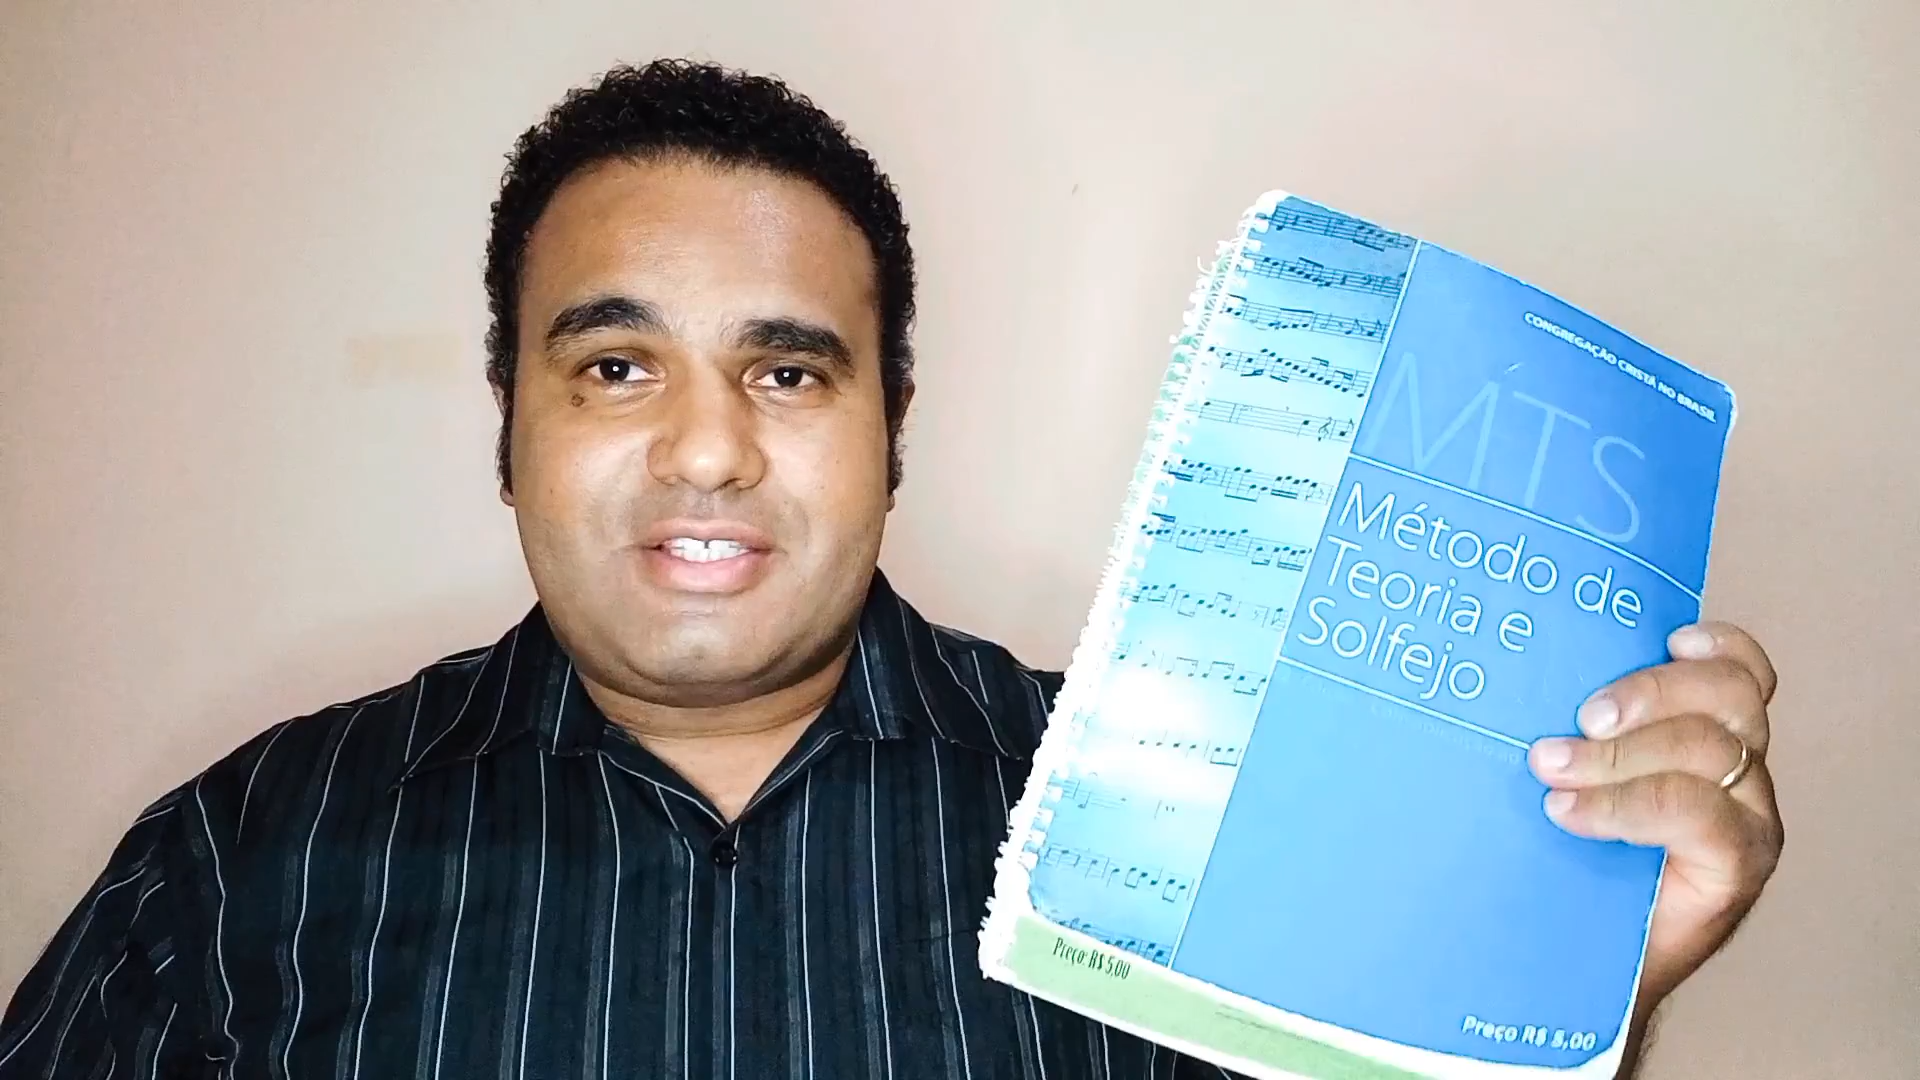 CONGREGAÇÃO CRISTÃ NO BRASIL
MTS
Método de
Teoria e
Solfejo
Preço: R$ 5,00
Preço R$ 5,00